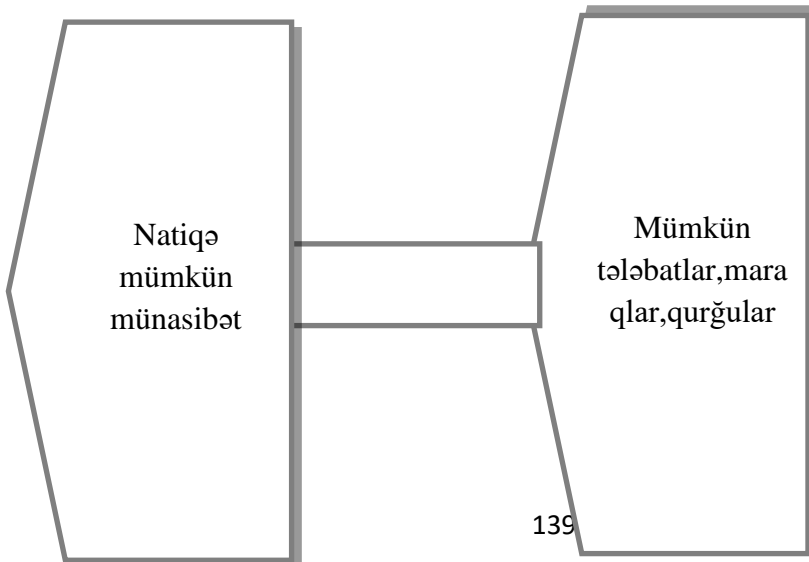 Natiqə
mümkün
münasibət
Mümkün
tələbatlar,mara
qlar,qurğular
139